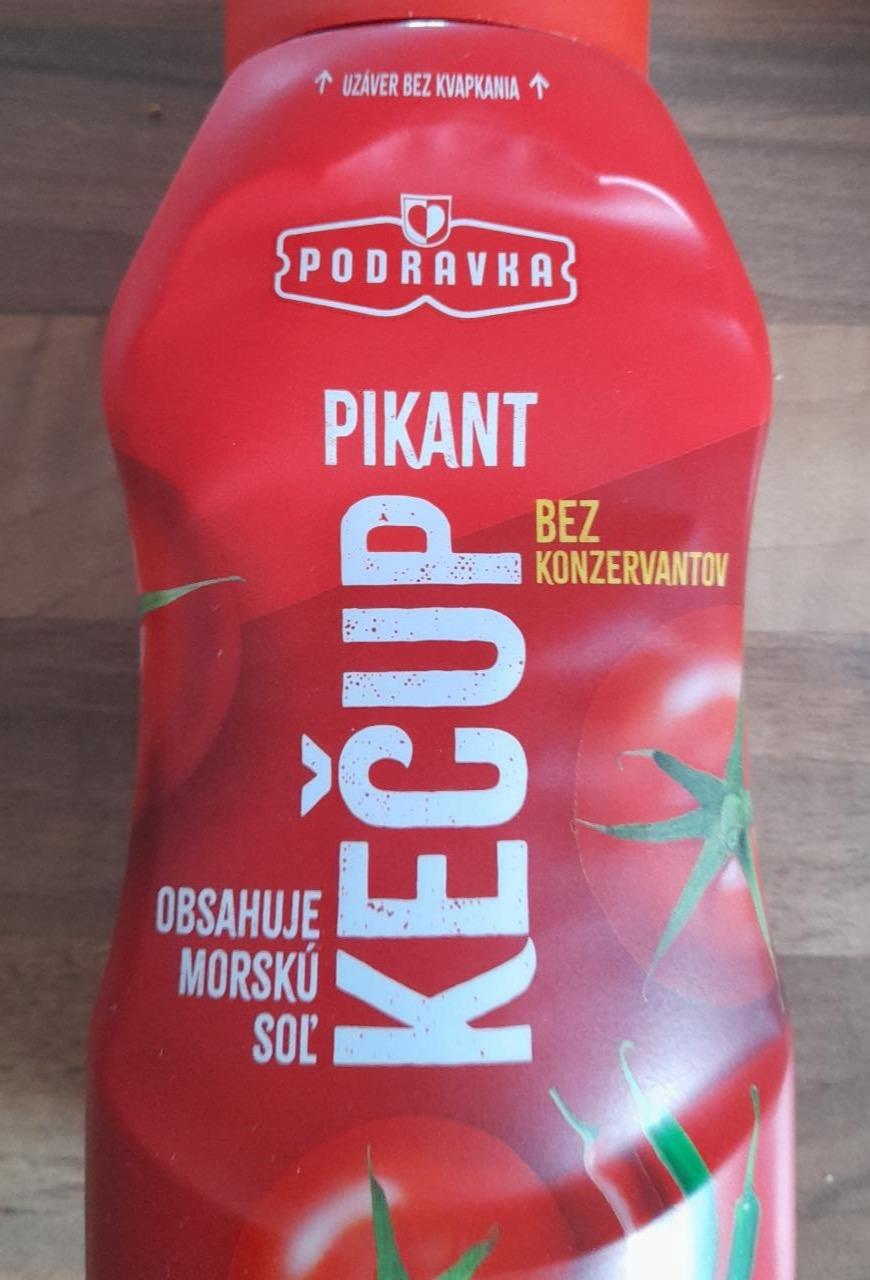 ↑ UZÁVER BEZ KVAPKANIA ↑
PODRAVKA
PIKANT
KEČUP
BEZ
KONZERVANTOV
OBSAHUJE
MORSKÚ
SOĽ